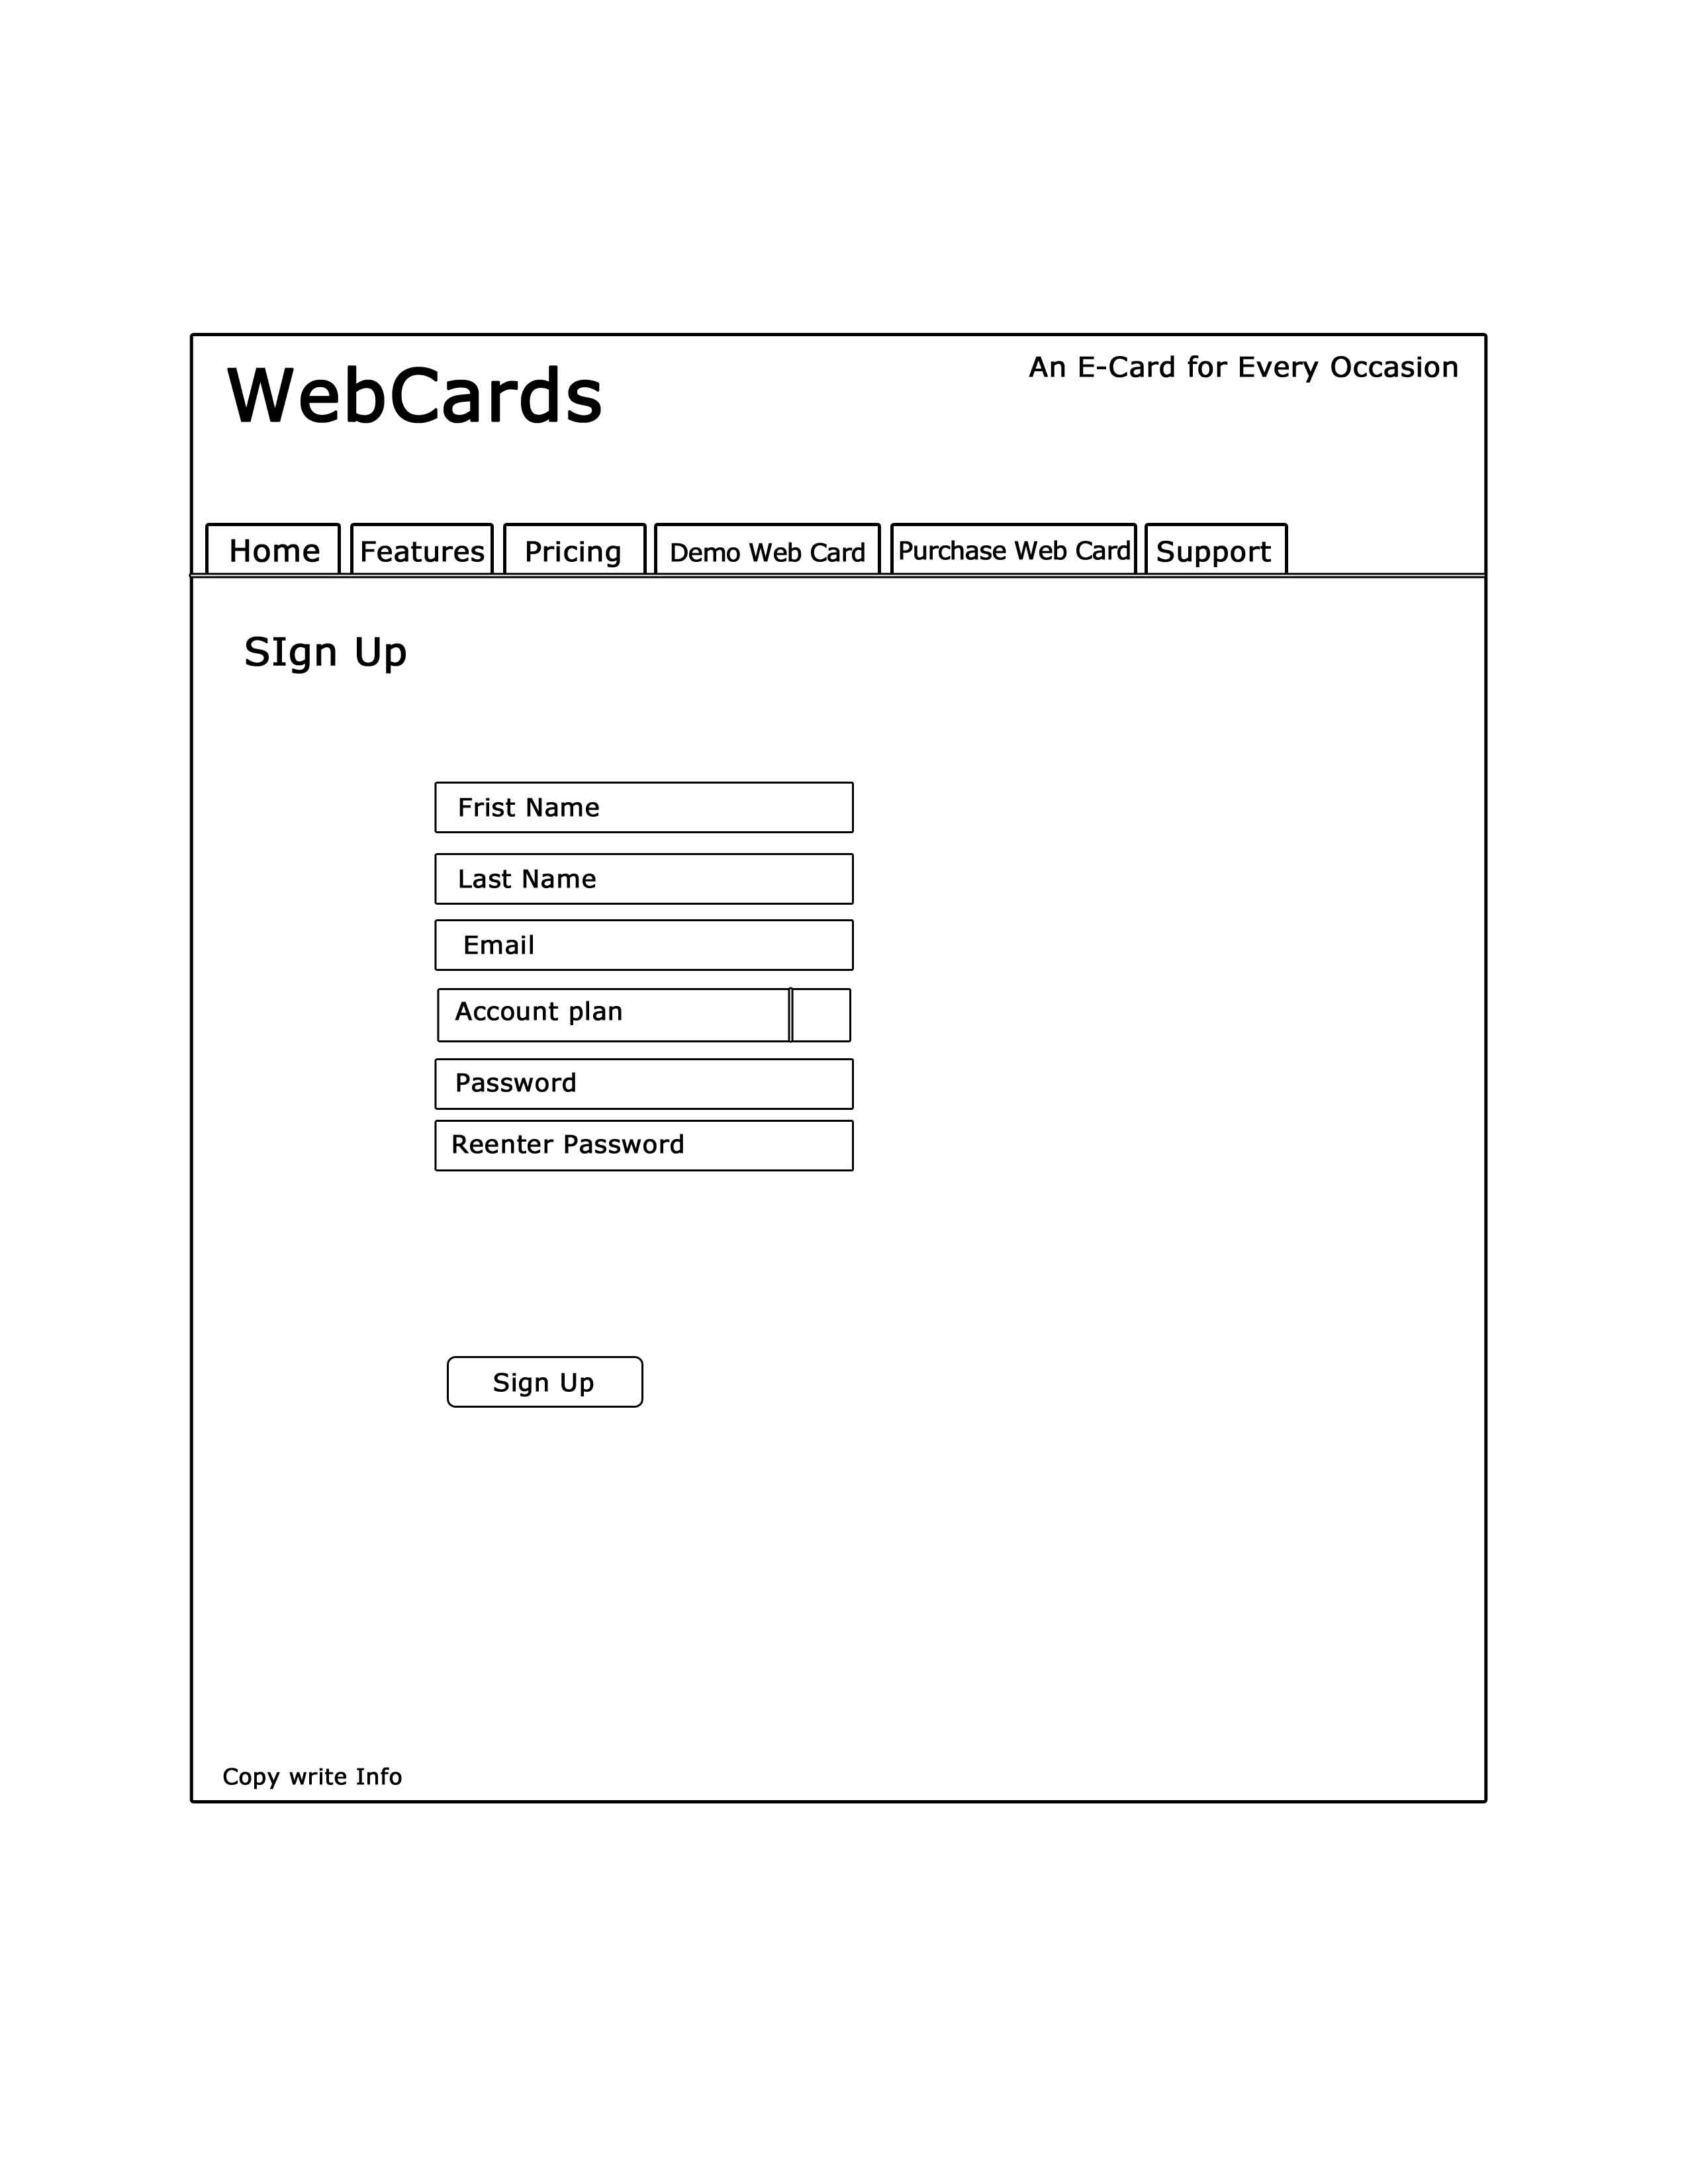 WebCards
An E-Card for Every Occasion
Home Features Pricing Demo Web Card Purchase Web Card Support
SIgn Up
Frist Name
Last Name
Email
Account plan
Password
Reenter Password
Sign Up
Copy write Info